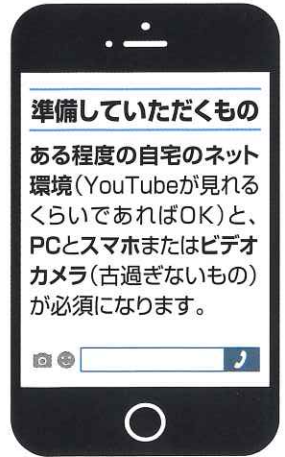 準備していただくもの
ある程度の自宅のネット
環境(YouTubeが見れる
くらいであればOK)と、
PCとスマホまたはビデオ
カメラ(古過ぎないもの)
が必須になります。